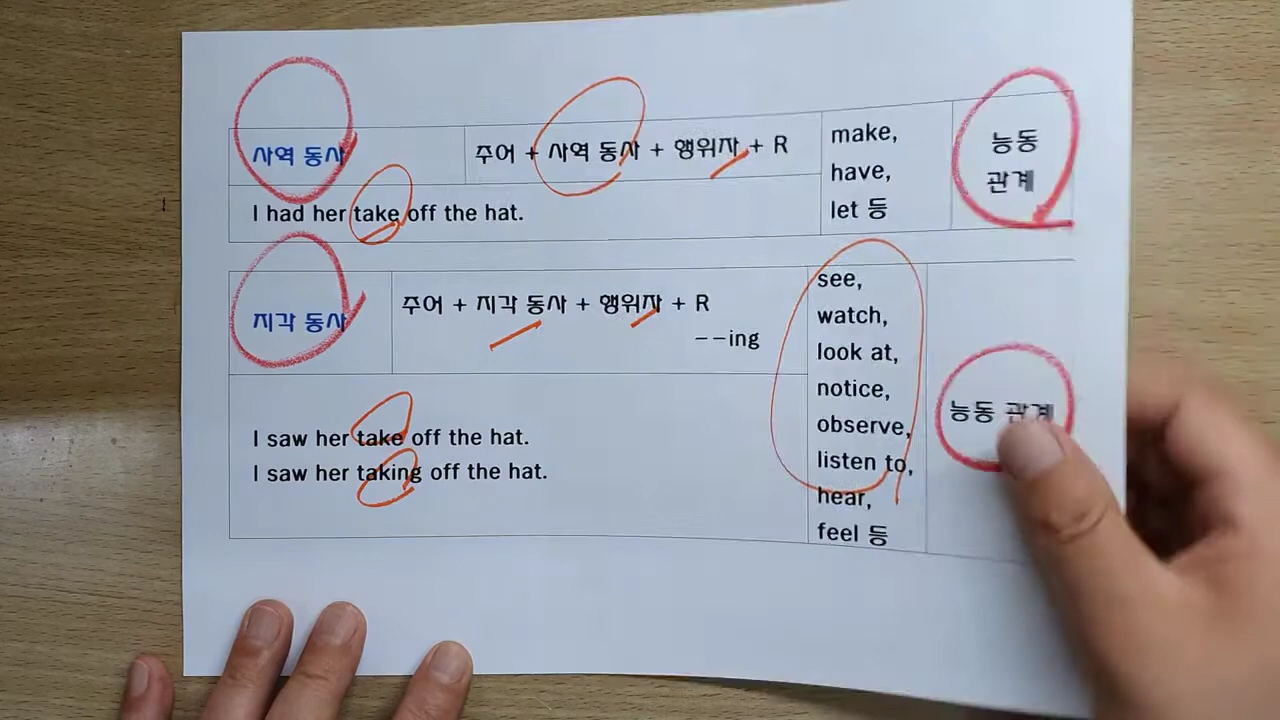 사역 동사
주어 + 사역 동사 + 행위자 + R
make,
have,
let 등
능동
관계
I had her take off the hat.
지각 동사
주어 + 지각 동사 + 행위자 + R
--ing
see,
watch,
look at,
notice,
observe,
listen to,
hear,
feel 등
능동 관계
I saw her take off the hat.
I saw her taking off the hat.